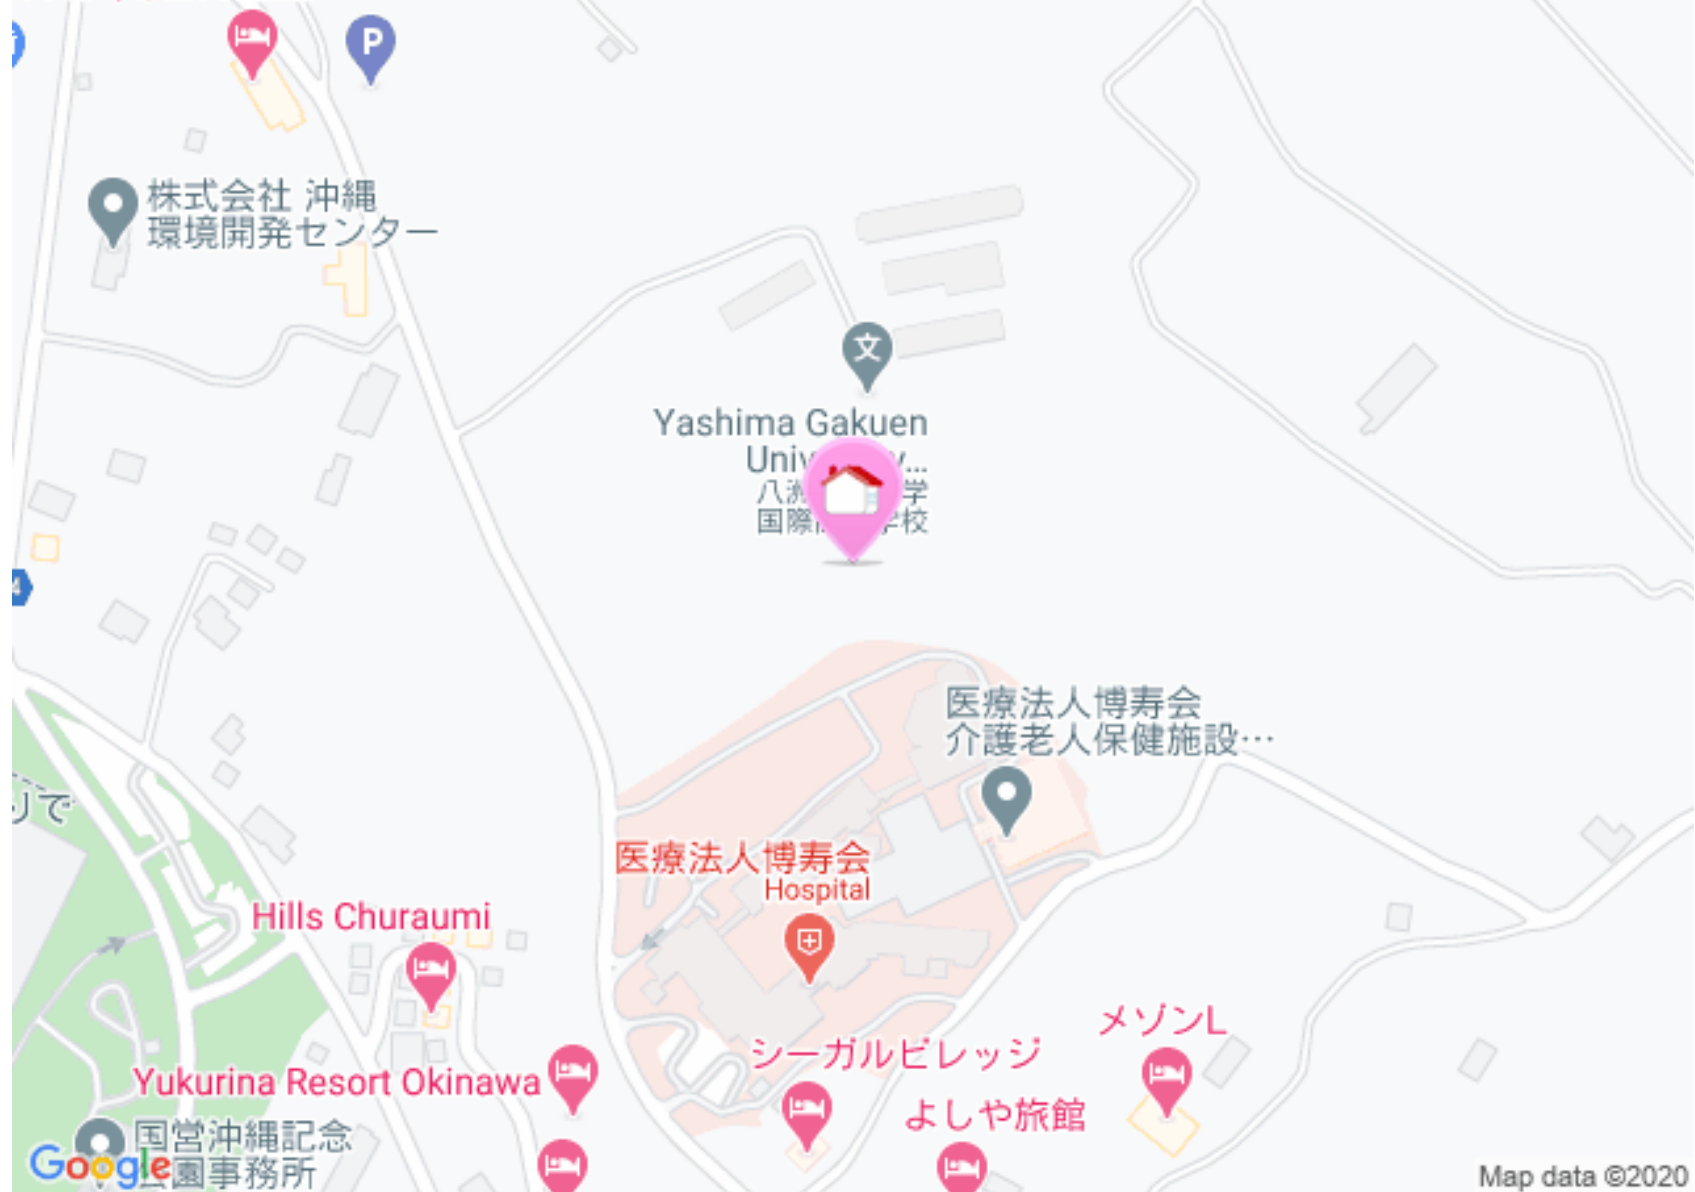 P
株式会社 沖縄
環境開発センター
文
Yashima Gakuen
国際
学校
医療法人博寿会
介護老人保健施設…
りで
医療法人博寿会
Hospital
Hills Churaumi
メゾンL
シーガルビレッジ
Yukurina Resort Okinawa
よしや旅館
国営沖縄記念
公園事務所
Google
Map data ©2020